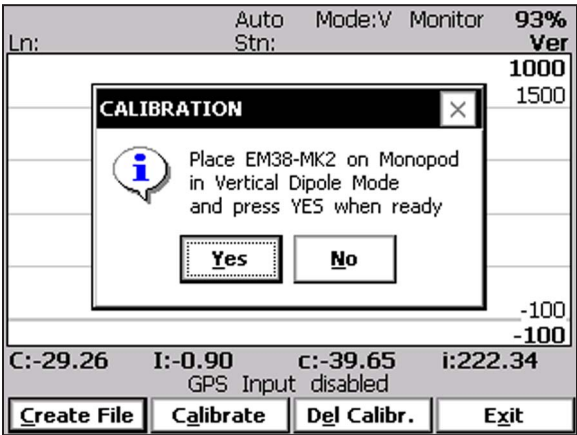 Auto Mode:V Monitor 93%
Ln: Stn: Ver
1000
1500
CALIBRATION
Place EM38-MK2 on Monopod
in Vertical Dipole Mode
and press YES when ready
Yes No
-100
-100
C:-29.26 I:-0.90 c:-39.65 i:222.34
GPS Input disabled
Create File Calibrate Del Calibr. Exit